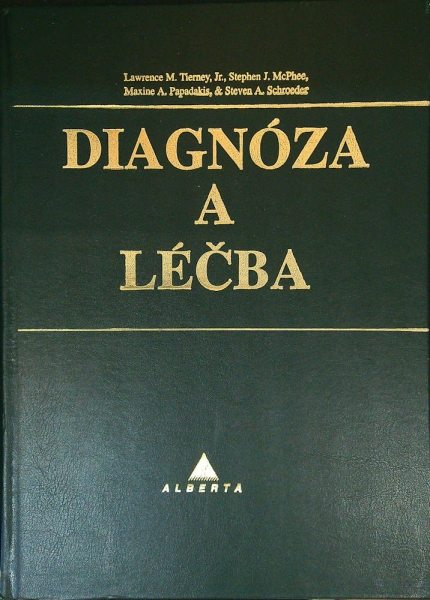 Lawrence M. Tierney, Jr., Stephen J. McPhee,
Maxine A. Papadakis, & Steven A. Schroeder
DIAGNÓZA
A
LÉČBA
ALBERTA